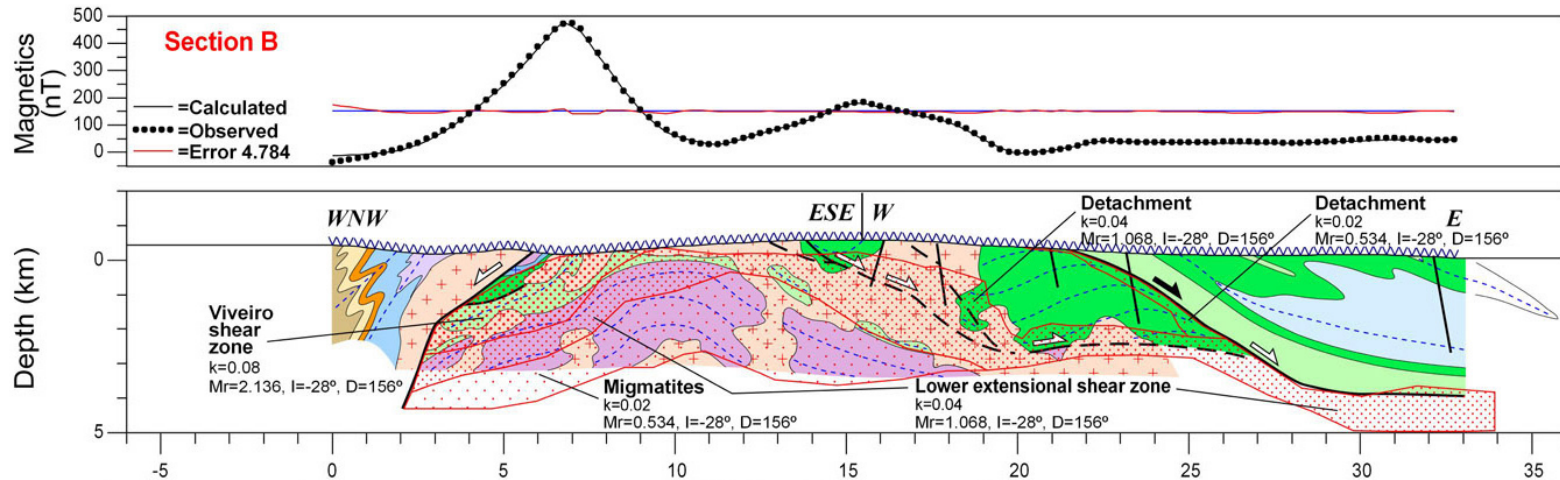 500
400
300
200
100
0
Magnetics
(nT)
Section B
=Calculated
=Observed
=Error 4.784
WNW
ESE W
E
Detachment
k=0.04
Mr=1.068, I=-28º, D=156º
Detachment
k=0.02
Mr=0.534, I=-28º, D=156º
0
5
Depth (km)
Viveiro
shear
zone
k=0.08
Mr=2.136, I=-28º, D=156º
Migmatites
k=0.02
Mr=0.534, I=-28º, D=156º
Lower extensional shear zone
k=0.04
Mr=1.068, I=-28º, D=156º
-5 0 5 10 15 20 25 30 35